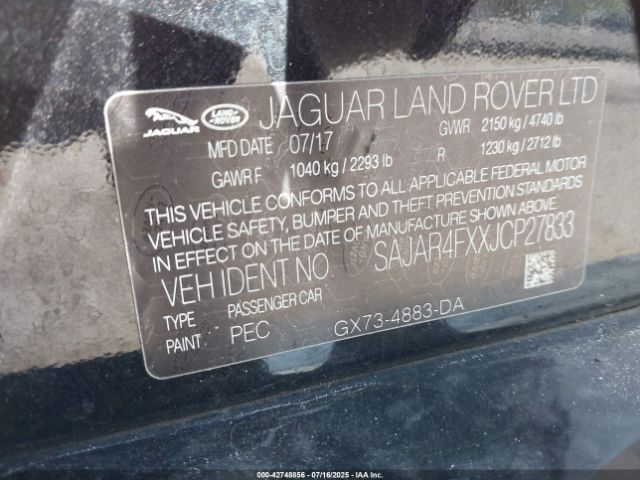 JAGUAR
LAND ROVER
JAGUAR LAND ROVER LTD
MFD DATE 07/17 GVWR 2150 kg / 4740 lb
GAWR F 1040 kg / 2293 lb R 1230 kg / 2712 lb
THIS VEHICLE CONFORMS TO ALL APPLICABLE FEDERAL MOTOR
VEHICLE SAFETY, BUMPER AND THEFT PREVENTION STANDARDS
IN EFFECT ON THE DATE OF MANUFACTURE SHOWN ABOVE
VEH IDENT NO. SAJAR4FXXJCP27833
TYPE PASSENGER CAR
PAINT PEC GX73-4883-DA
000-42748856 - 07/16/2025 - IAA Inc.